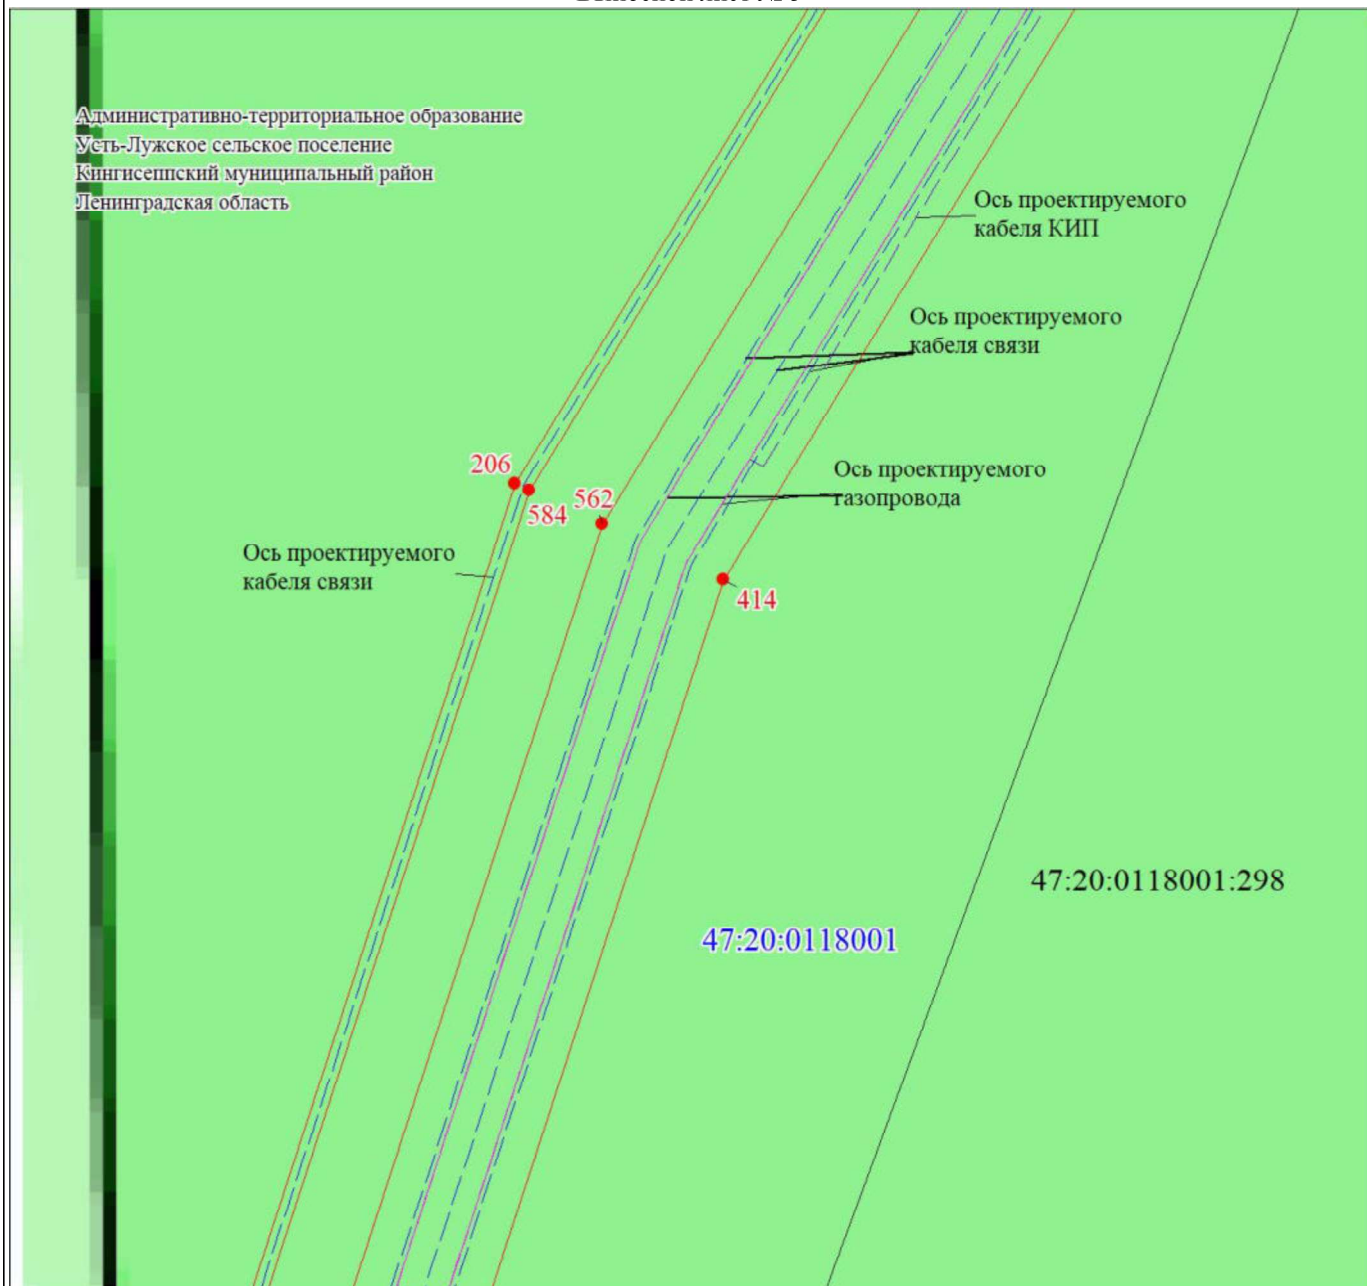 Административно-территориальное образование
Усть-Лужское сельское поселение
Кингисеппский муниципальный район
Ленинградская область
Ось проектируемого
кабеля КИП
Ось проектируемого
кабеля связи
Ось проектируемого
газопровода
206
584
562
414
Ось проектируемого
кабеля связи
47:20:0118001:298
47:20:0118001